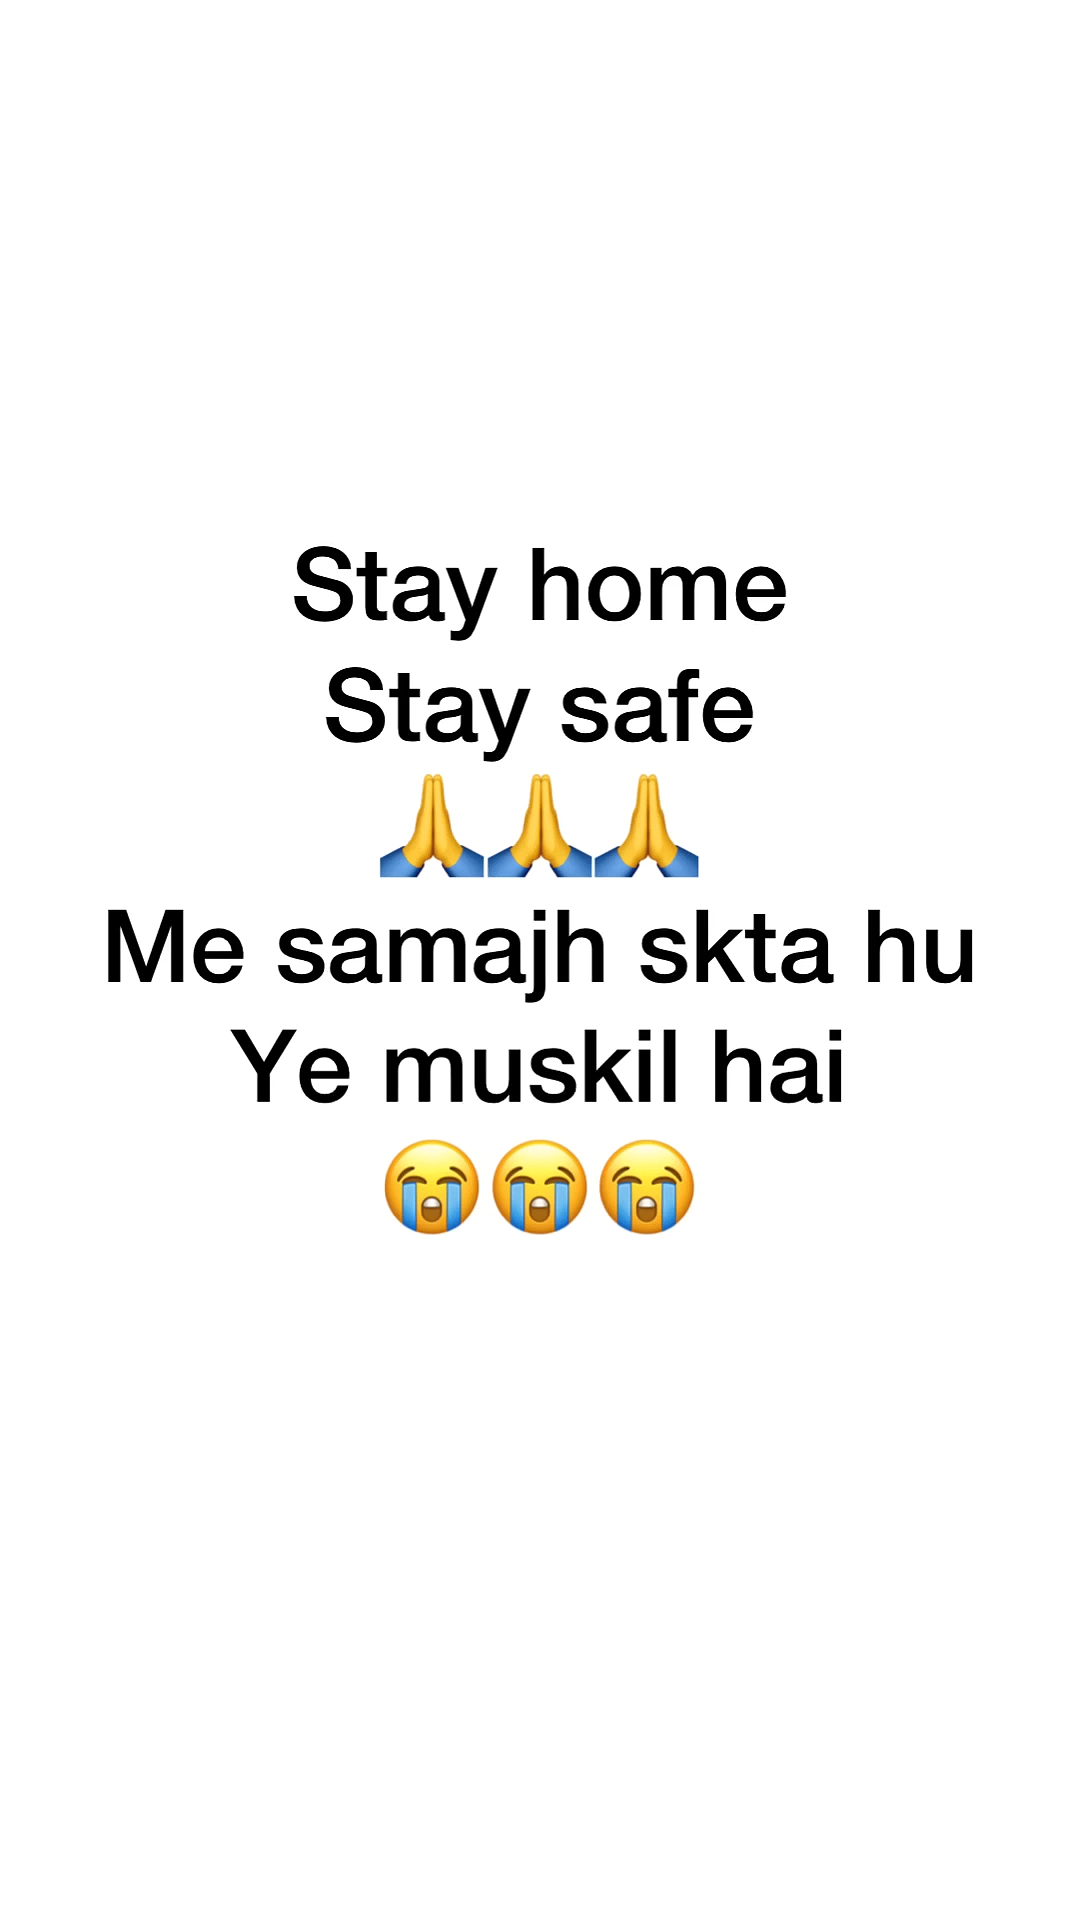 Stay home
Stay safe
🙏🙏🙏
Me samajh skta hu
Ye muskil hai
😭😭😭